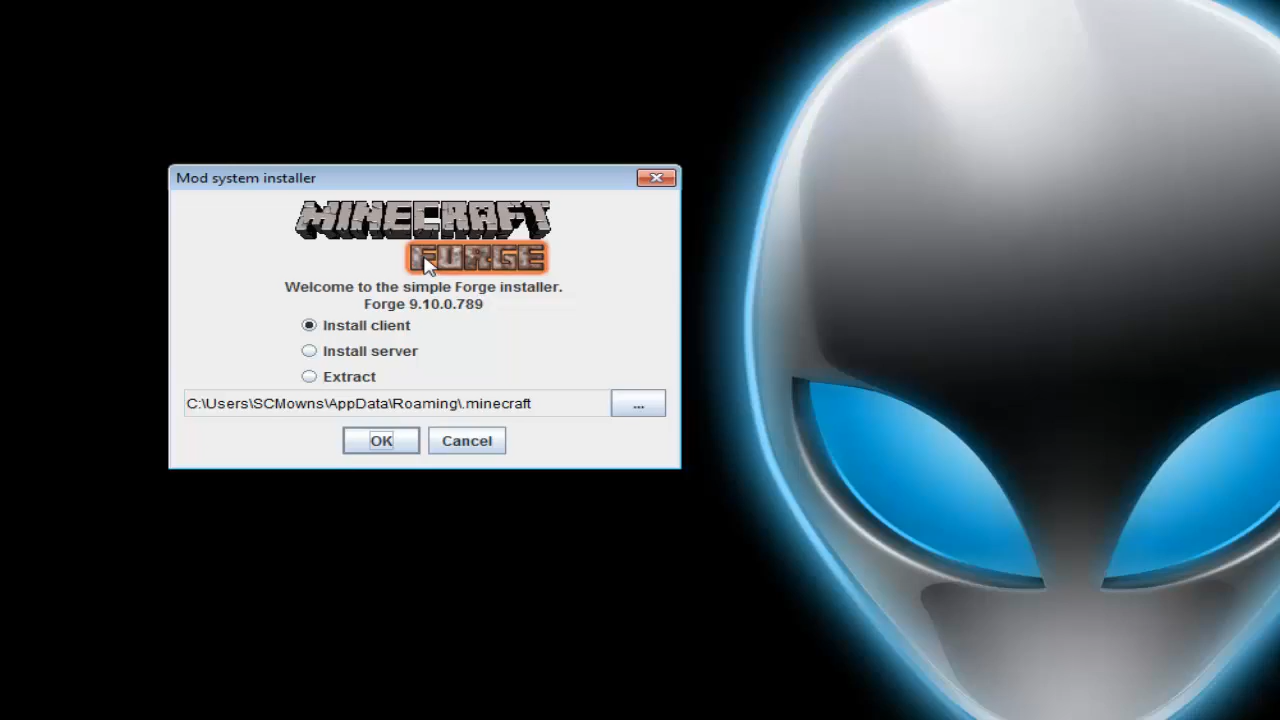 Mod system installer
MINECRAFT
FORGE
Welcome to the simple Forge installer.
Forge 9.10.0.789
Install client
Install server
Extract
C:\Users\SCMowns\AppData\Roaming\.minecraft
...
OK
Cancel